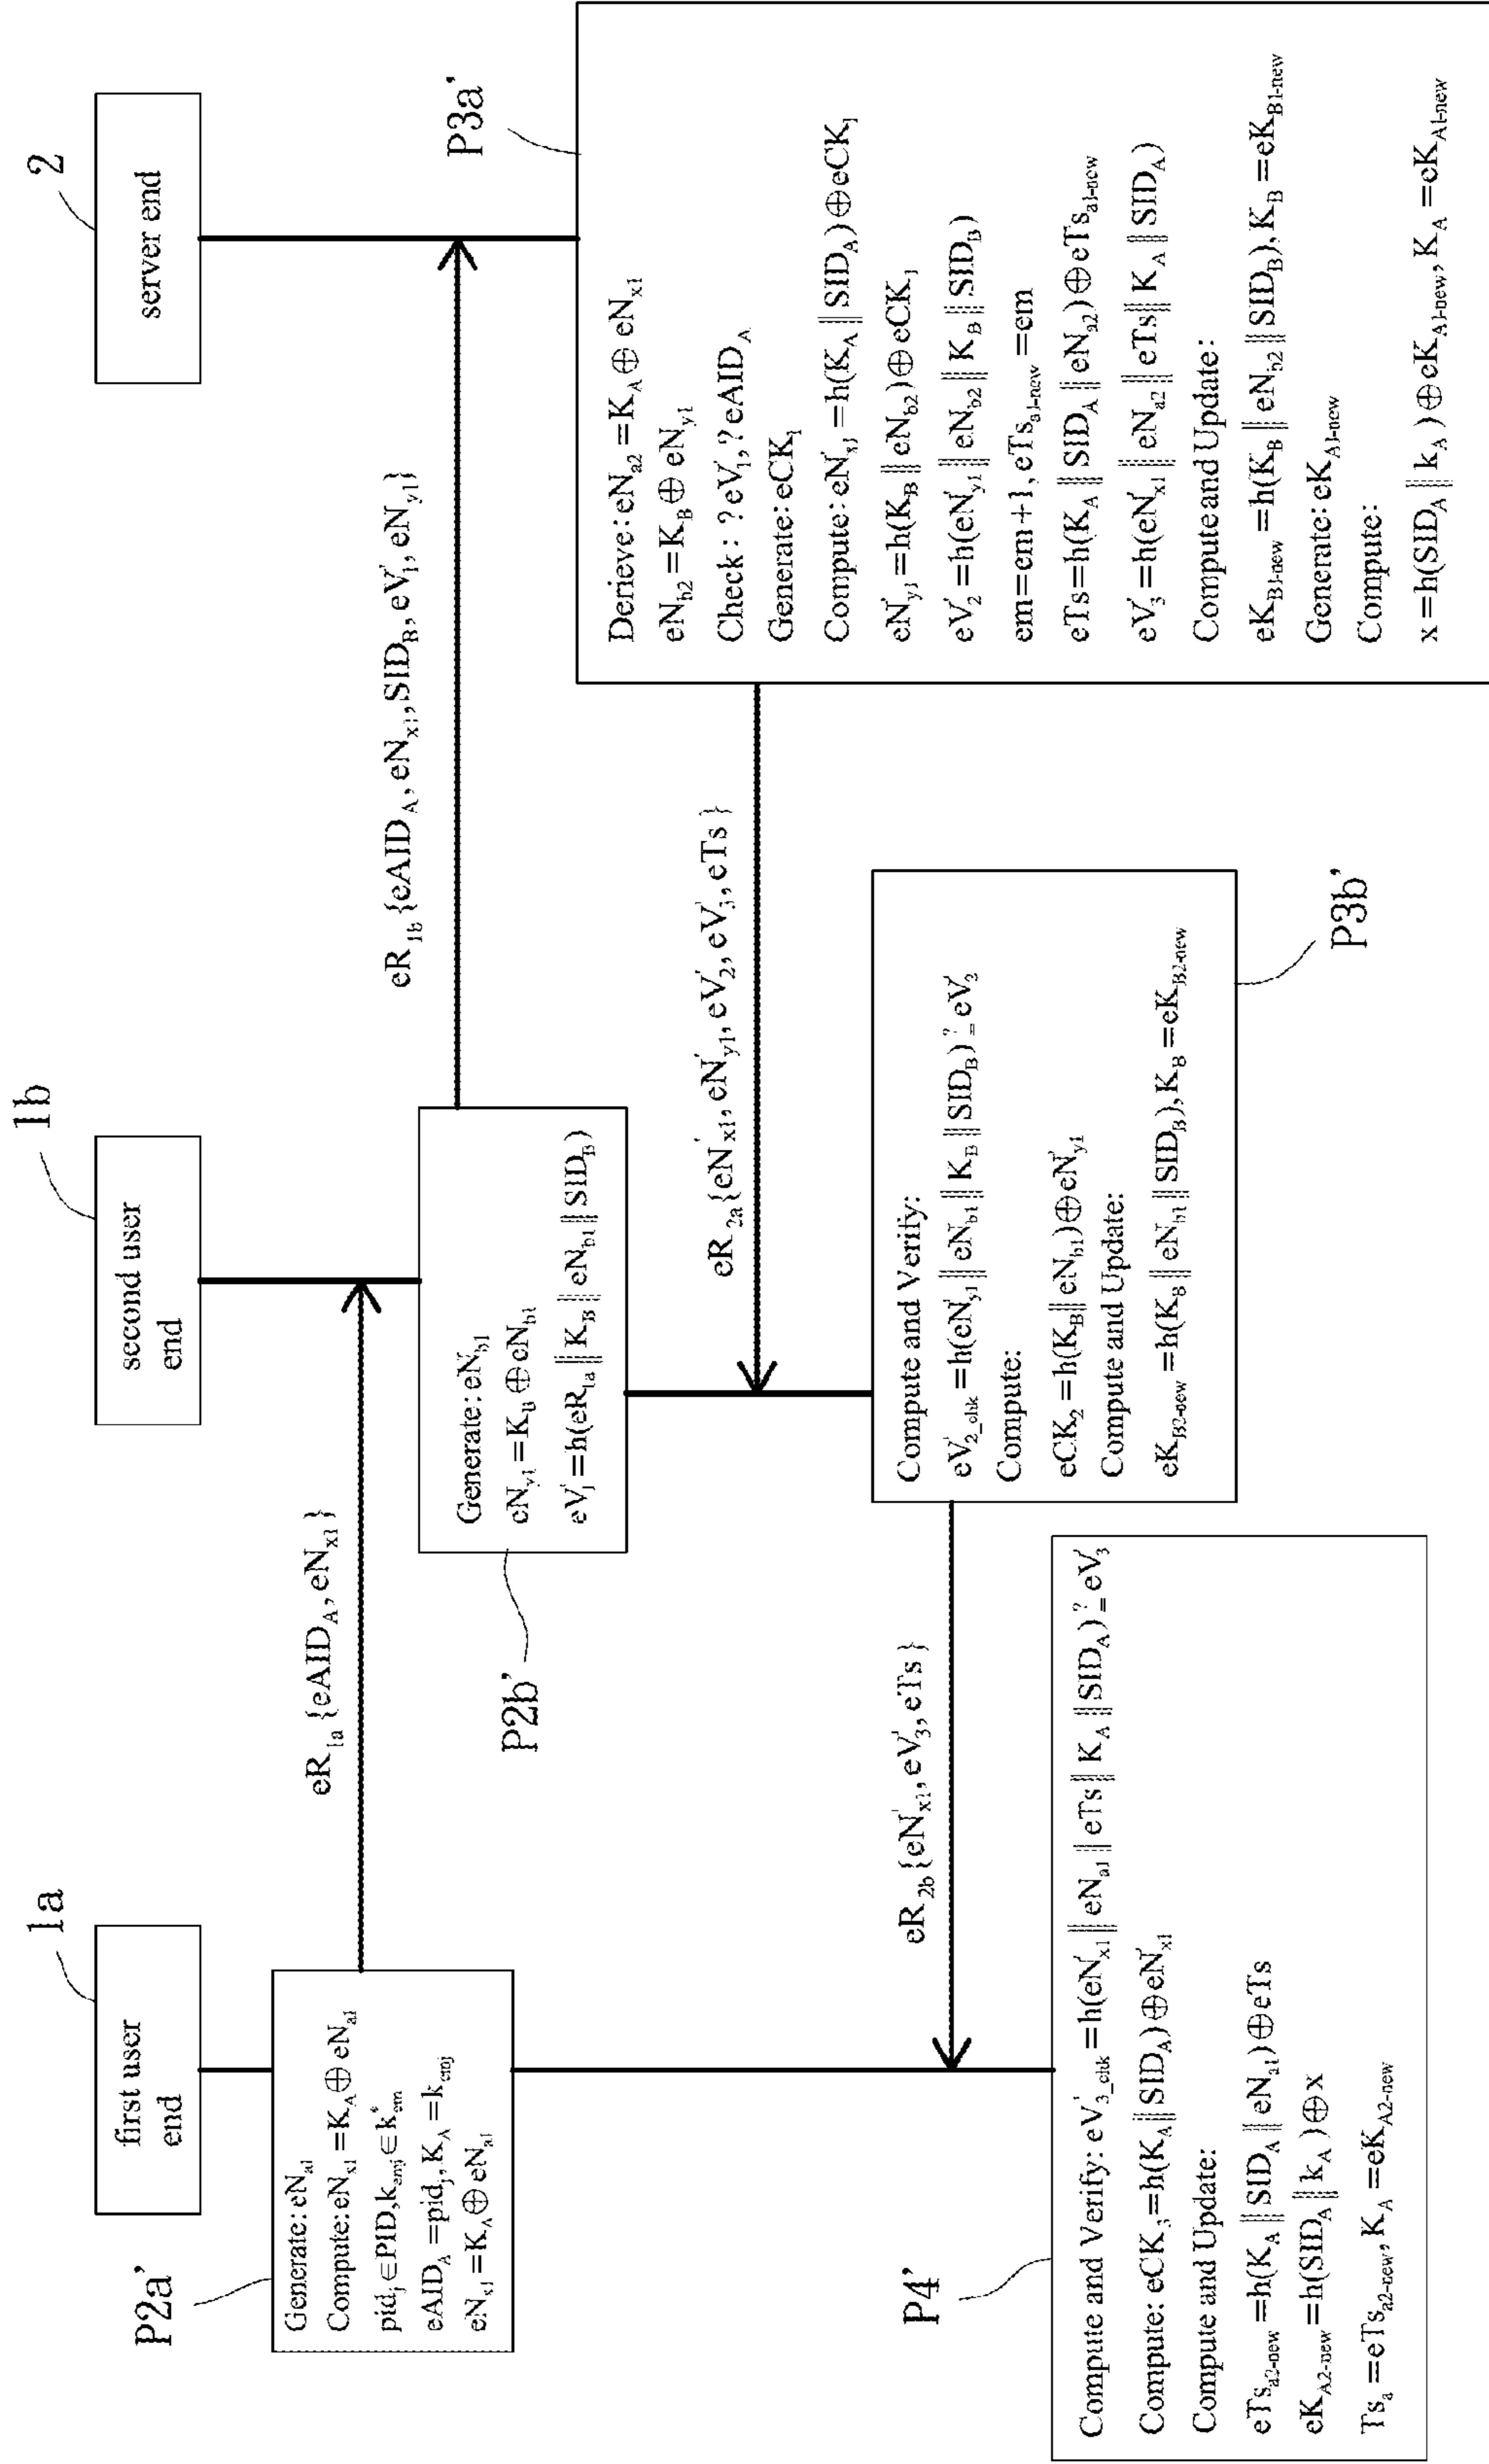 1a
first user
end
1b
second user
end
2
server end
P2a’
Generate: eN_a1
Compute: eN_x1 = K_A ⊕ eN_a1
pid_j ∈ PID, k_emj ∈ k*_em
eAID_A = pid_j, K_A = k_emj
eN_x1 = K_A ⊕ eN_a1
eR_1a {eAID_A, eN_x1}
P2b’
Generate: eN_b1
eN_y1 = K_B ⊕ eN_b1
eV'_1 = h(eR_1a || K_B || eN_b1 || SID_B)
eR_1b {eAID_A, eN_x1, SID_B, eV'_1, eN_y1}
P3a’
Derieve: eN_a2 = K_A ⊕ eN_x1
eN_b2 = K_B ⊕ eN_y1
Check : ? eV'_1, ? eAID_A
Generate: eCK_1
Compute: eN'_x1 = h(K_A || SID_A) ⊕ eCK_1
eN'_y1 = h(K_B || eN_b2) ⊕ eCK_1
eV'_2 = h(eN'_y1 || eN_b2 || K_B || SID_B)
em = em+1, eTs_a1-new = em
eTs = h(K_A || SID_A || eN_a2) ⊕ eTs_a1-new
eV'_3 = h(eN'_x1 || eN_a2 || eTs || K_A || SID_A)
Compute and Update:
eK_B1-new = h(K_B || eN_b2 || SID_B), K_B = eK_B1-new
Generate: eK_A1-new
Compute:
x = h(SID_A || k_A) ⊕ eK_A1-new, K_A = eK_A1-new
eR_2a {eN'_x1, eN'_y1, eV'_2, eV'_3, eTs}
P3b’
Compute and Verify:
eV'_2_chk = h(eN'_y1 || eN_b1 || K_B || SID_B) ?= eV'_2
Compute:
eCK_2 = h(K_B || eN_b1) ⊕ eN'_y1
Compute and Update:
eK_B2-new = h(K_B || eN_b1 || SID_B), K_B = eK_B2-new
eR_2b {eN'_x1, eV'_3, eTs}
P4’
Compute and Verify: eV'_3_chk = h(eN'_x1 || eN_a1 || eTs || K_A || SID_A) ?= eV'_3
Compute: eCK_3 = h(K_A || SID_A) ⊕ eN'_x1
Compute and Update:
eTs_a2-new = h(K_A || SID_A || eN_a1) ⊕ eTs
eK_A2-new = h(SID_A || k_A) ⊕ x
Ts_a = eTs_a2-new, K_A = eK_A2-new